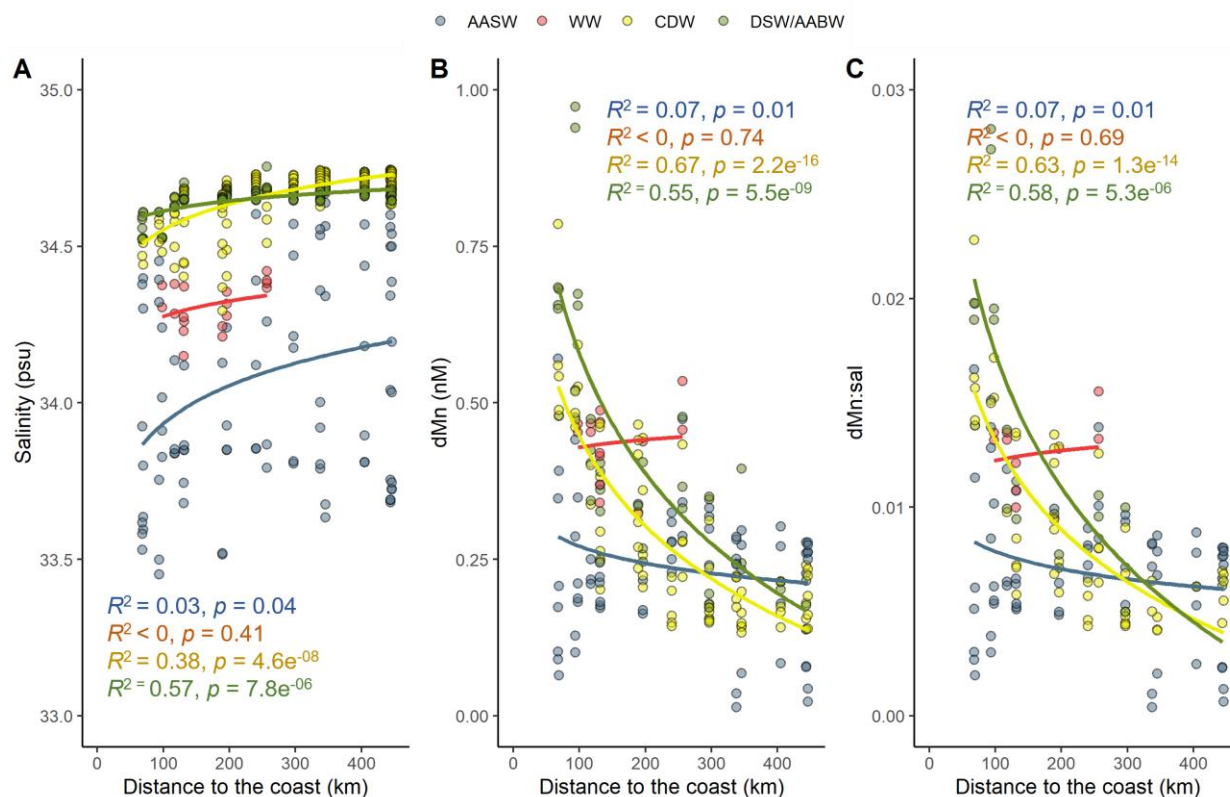 AASW WW CDW DSW/AABW
A
Salinity (psu)
35.0
34.5
34.0
33.5
33.0
R² = 0.03, p = 0.04
R² < 0, p = 0.41
R² = 0.38, p = 4.6e⁻⁰⁸
R² = 0.57, p = 7.8e⁻⁰⁶
0 100 200 300 400
Distance to the coast (km)
B
dMn (nM)
1.00
0.75
0.50
0.25
0.00
R² = 0.07, p = 0.01
R² < 0, p = 0.74
R² = 0.67, p = 2.2e⁻¹⁶
R² = 0.55, p = 5.5e⁻⁰⁹
0 100 200 300 400
Distance to the coast (km)
C
dMn:sal
0.03
0.02
0.01
0.00
R² = 0.07, p = 0.01
R² < 0, p = 0.69
R² = 0.63, p = 1.3e⁻¹⁴
R² = 0.58, p = 5.3e⁻⁰⁶
0 100 200 300 400
Distance to the coast (km)